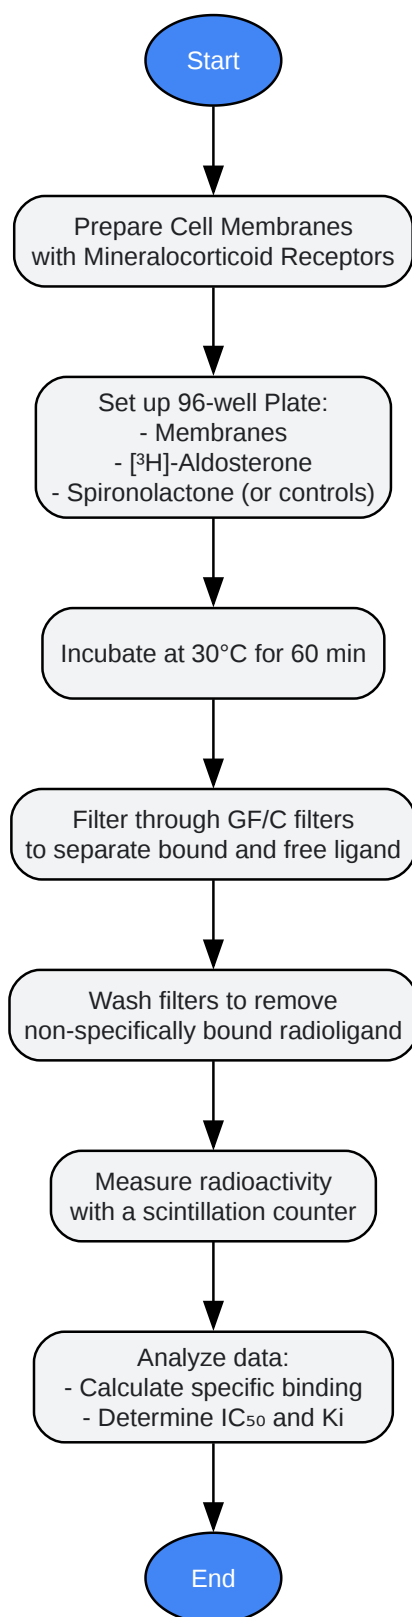 Start
Prepare Cell Membranes
with Mineralocorticoid Receptors
Set up 96-well Plate:
- Membranes
- [³H]-Aldosterone
- Spironolactone (or controls)
Incubate at 30°C for 60 min
Filter through GF/C filters
to separate bound and free ligand
Wash filters to remove
non-specifically bound radioligand
Measure radioactivity
with a scintillation counter
Analyze data:
- Calculate specific binding
- Determine IC₅₀ and Ki
End